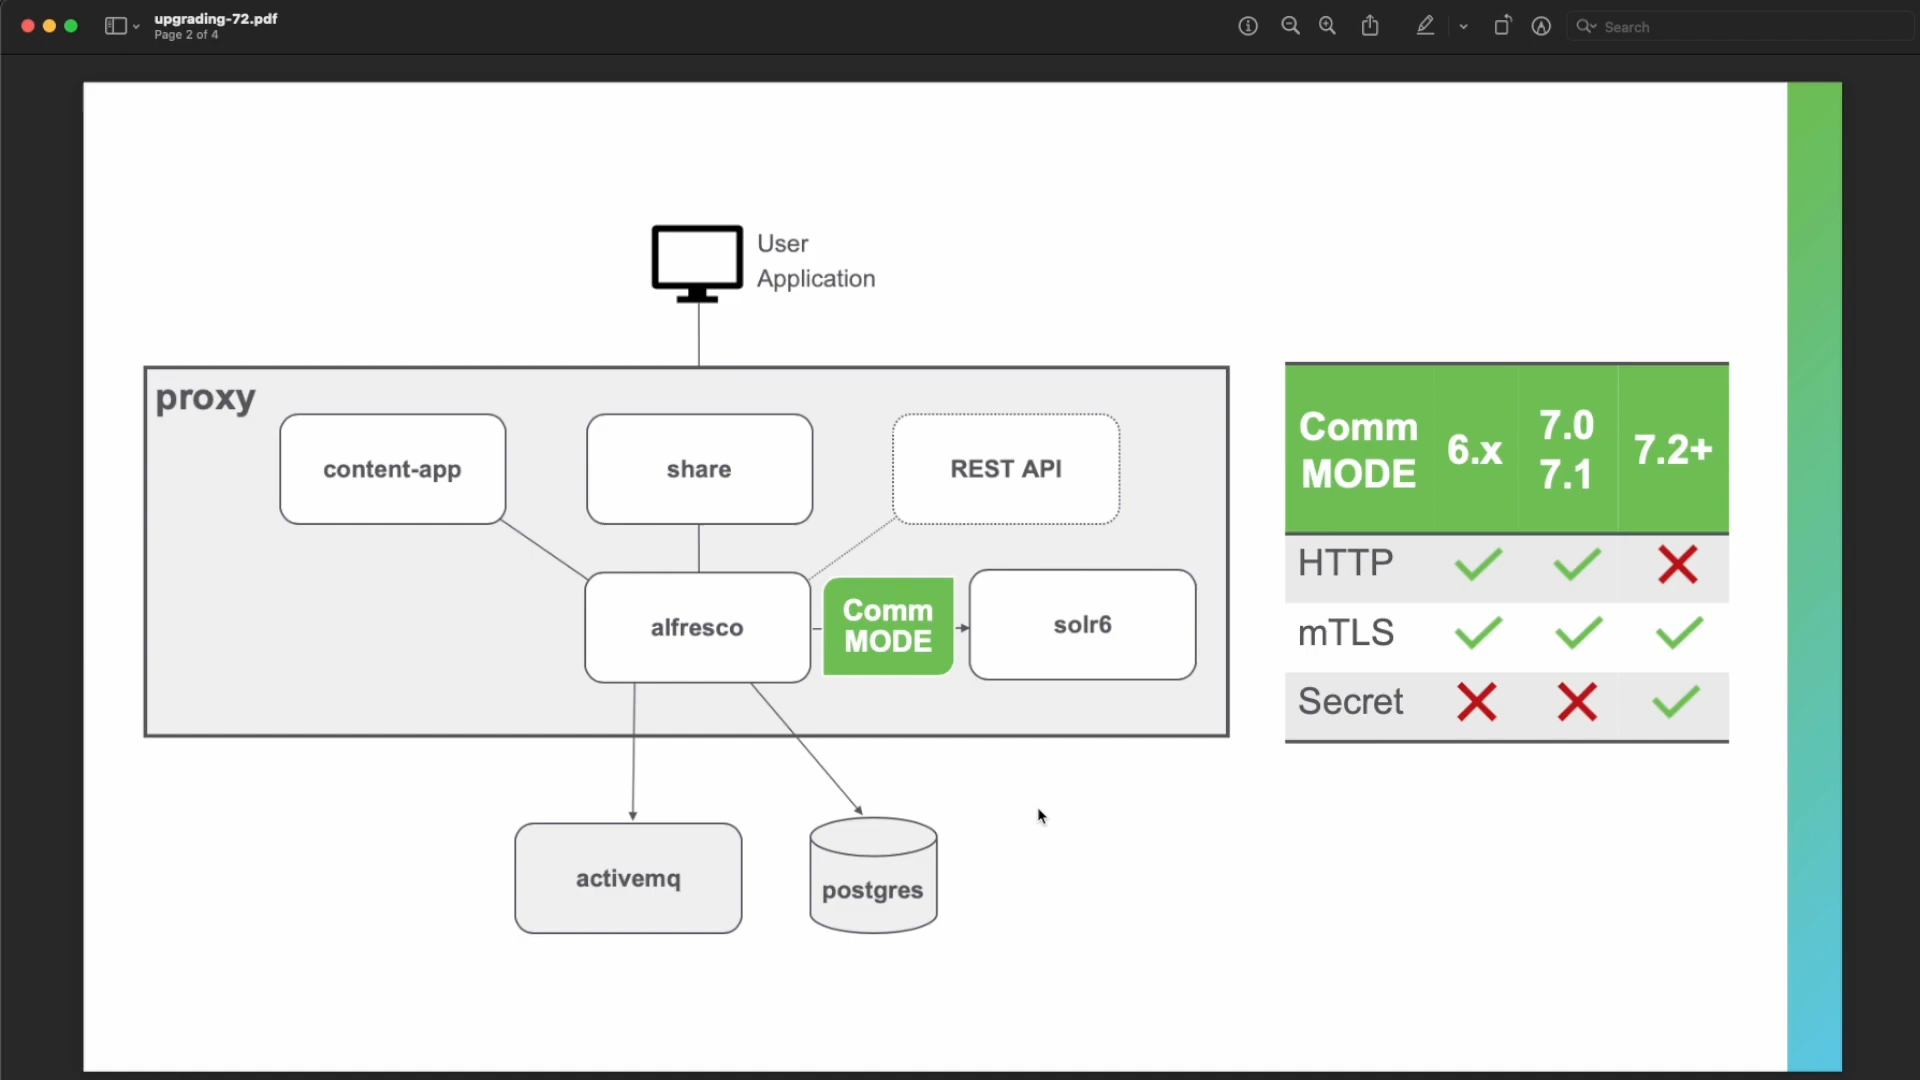 upgrading-72.pdf
Page 2 of 4
Search
User
Application
proxy
content-app
share
REST API
alfresco
Comm
MODE
solr6
activemq
postgres
Comm
MODE
6.x
7.0
7.1
7.2+
HTTP
mTLS
Secret